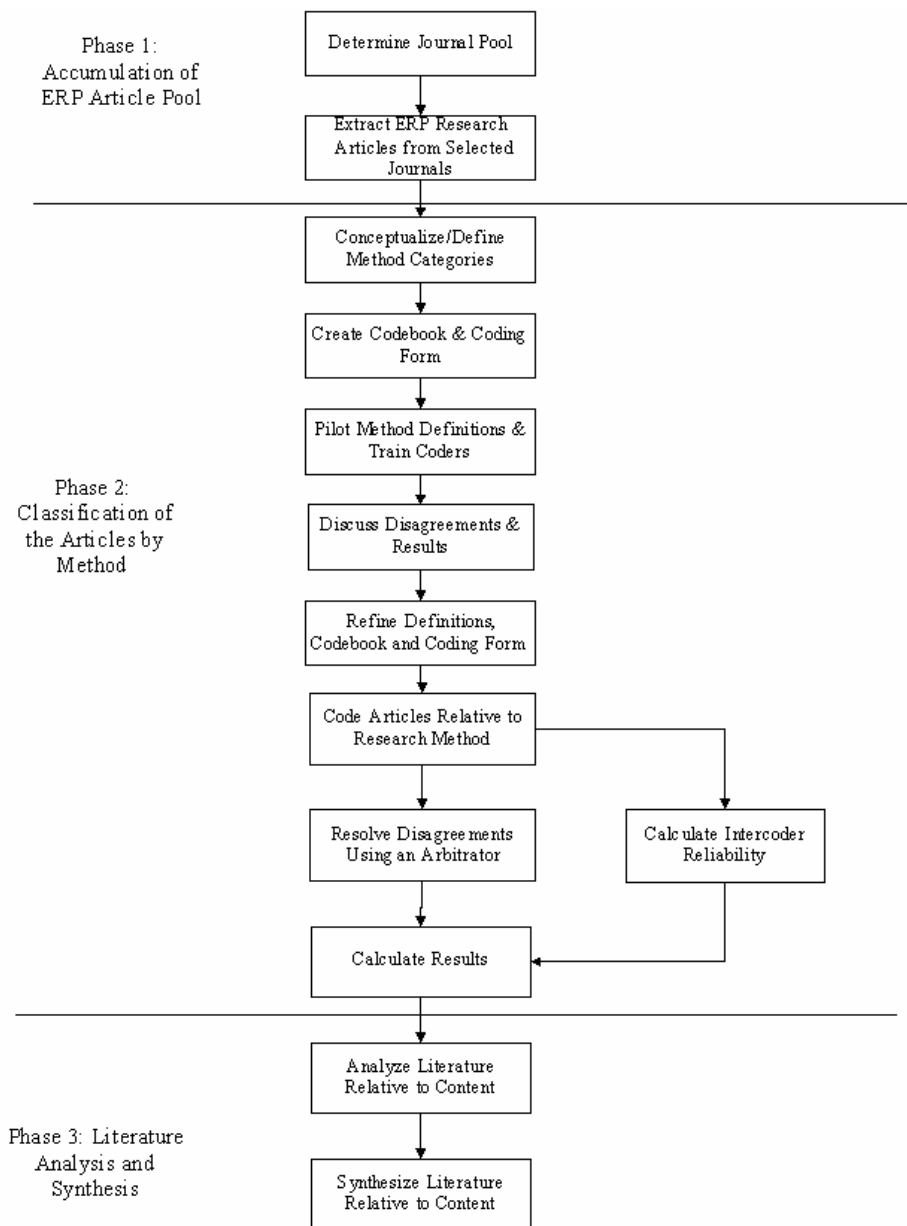 Phase 1:
Accumulation of
ERP Article Pool
Determine Journal Pool
Extract ERP Research
Articles from Selected
Journals
Phase 2:
Classification of
the Articles by
Method
Conceptualize/Define
Method Categories
Create Codebook & Coding
Form
Pilot Method Definitions &
Train Coders
Discuss Disagreements &
Results
Refine Definitions,
Codebook and Coding Form
Code Articles Relative to
Research Method
Resolve Disagreements
Using an Arbitrator
Calculate Intercoder
Reliability
Calculate Results
Phase 3: Literature
Analysis and
Synthesis
Analyze Literature
Relative to Content
Synthesize Literature
Relative to Content